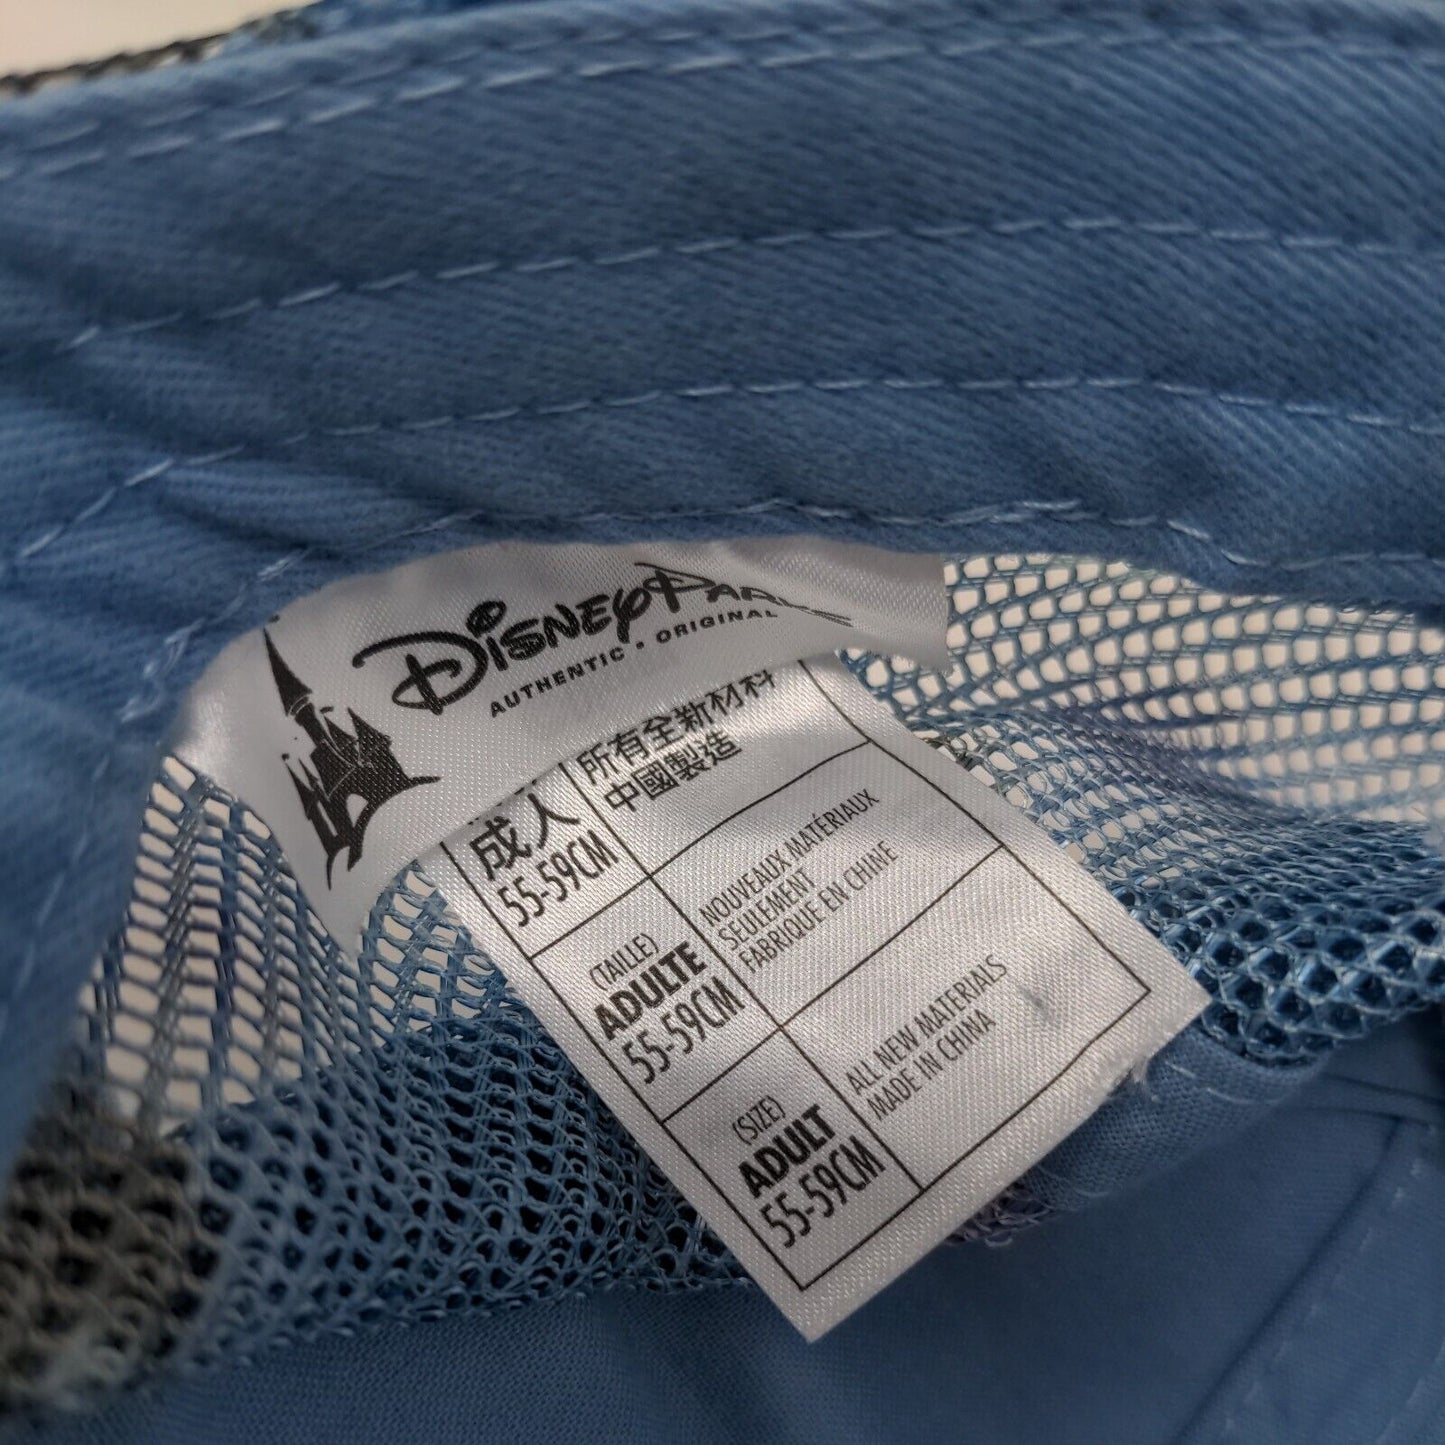 DISNEY PARKS
AUTHENTIC • ORIGINAL
成人
55-59CM
所有全新材料
中國製造
(TAILLE)
ADULTE
55-59CM
NOUVEAUX MATÉRIAUX
SEULEMENT
FABRIQUE EN CHINE
(SIZE)
ADULT
55-59CM
ALL NEW MATERIALS
MADE IN CHINA